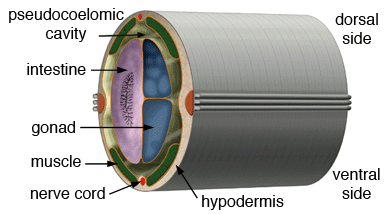 pseudocoelomic
cavity
intestine
gonad
muscle
nerve cord
hypodermis
dorsal
side
ventral
side